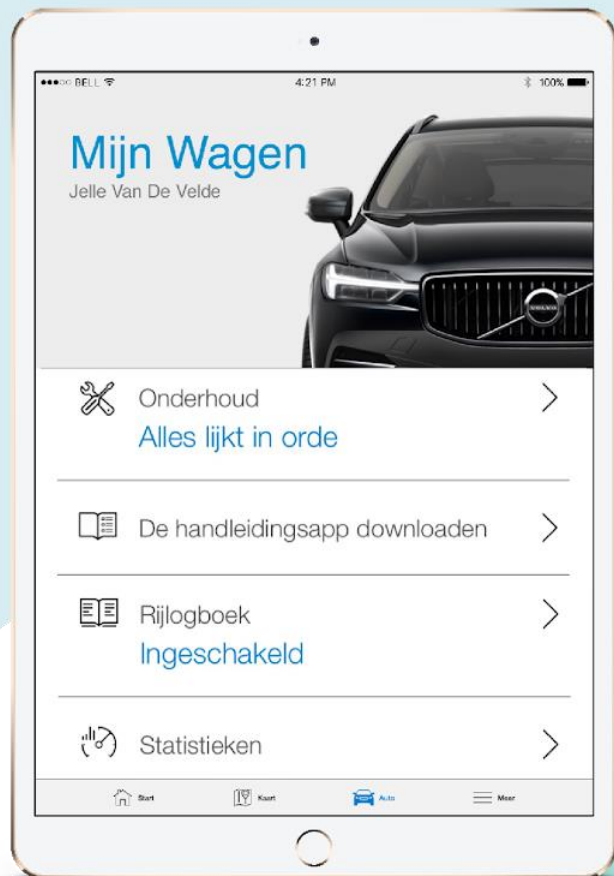 BELL 4:21 PM 100%
Mijn Wagen
Jelle Van De Velde
VOLVO
Onderhoud
Alles lijkt in orde
De handleidingsapp downloaden
Rijlogboek
Ingeschakeld
Statistieken
Start Kaart Auto Meer